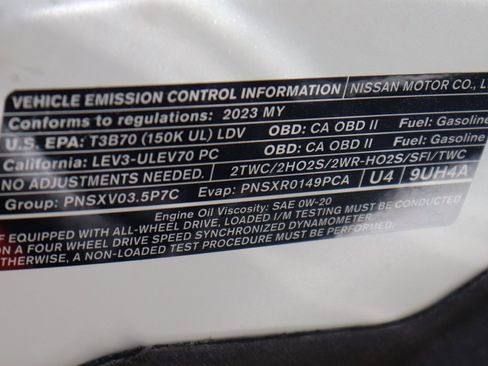 VEHICLE EMISSION CONTROL INFORMATION NISSAN MOTOR CO., L
Conforms to regulations: 2023 MY
U.S. EPA: T3B70 (150K UL) LDV OBD: CA OBD II Fuel: Gasoline
California: LEV3-ULEV70 PC OBD: CA OBD II Fuel: Gasoline
NO ADJUSTMENTS NEEDED. 2TWC/2HO2S/2WR-HO2S/SFI/TWC
Group: PNSXV03.5P7C Evap: PNSXR0149PCA U4 9UH4A
Engine Oil Viscosity: SAE 0W-20
IF EQUIPPED WITH ALL-WHEEL DRIVE, LOADED I/M TESTING MUST BE CONDUCTED
ON A FOUR WHEEL DRIVE SPEED SYNCHRONIZED DYNAMOMETER.
OTHERWISE, A NON-LOADED TEST PROCEDURE MUST BE PERFORMED.